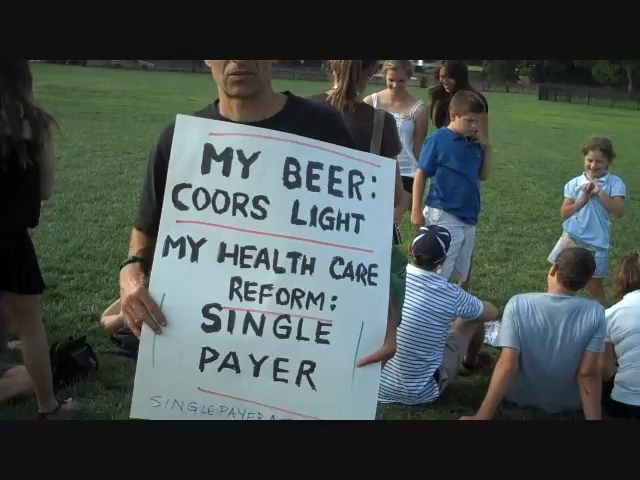 MY BEER:
COORS LIGHT
MY HEALTH CARE
REFORM:
SINGLE
PAYER